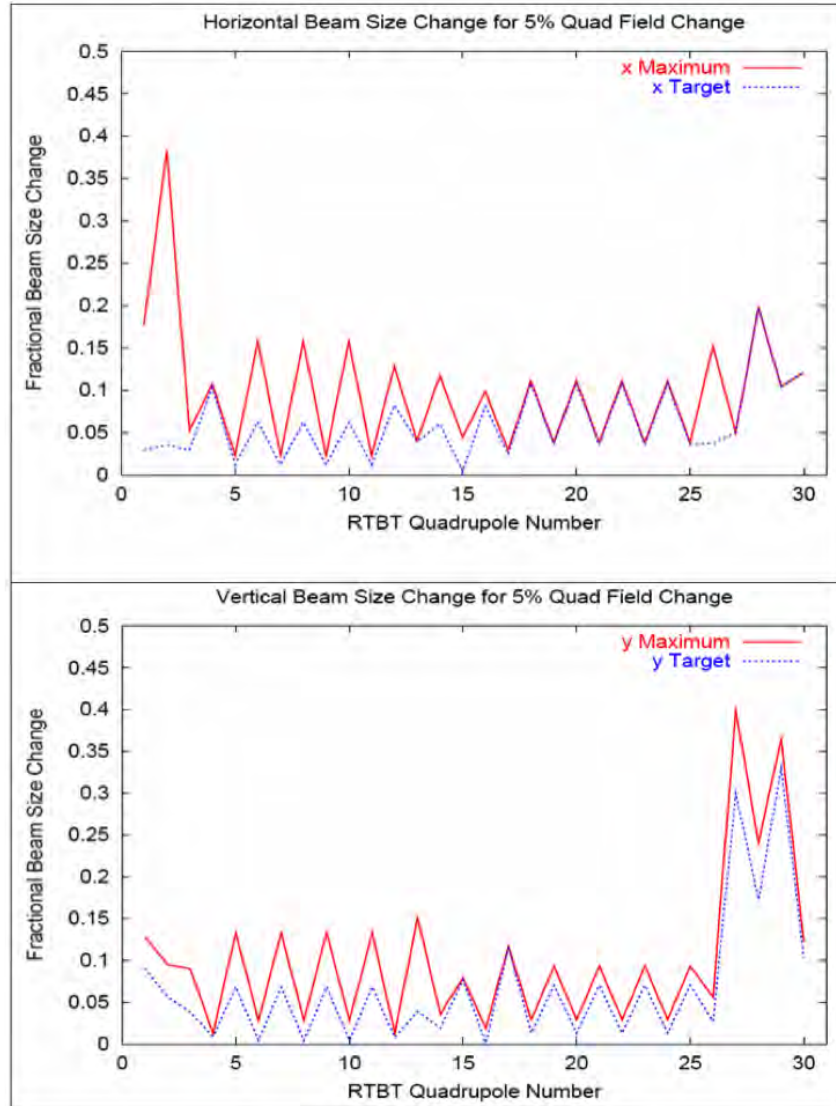 Horizontal Beam Size Change for 5% Quad Field Change
0.5
x Maximum
0.45
x Target
0.4
0.35
0.3
0.25
0.2
0.15
0.1
0.05
0
Fractional Beam Size Change
0 5 10 15 20 25 30
RTBT Quadrupole Number
Vertical Beam Size Change for 5% Quad Field Change
0.5
y Maximum
0.45
y Target
0.4
0.35
0.3
0.25
0.2
0.15
0.1
0.05
0
Fractional Beam Size Change
0 5 10 15 20 25 30
RTBT Quadrupole Number